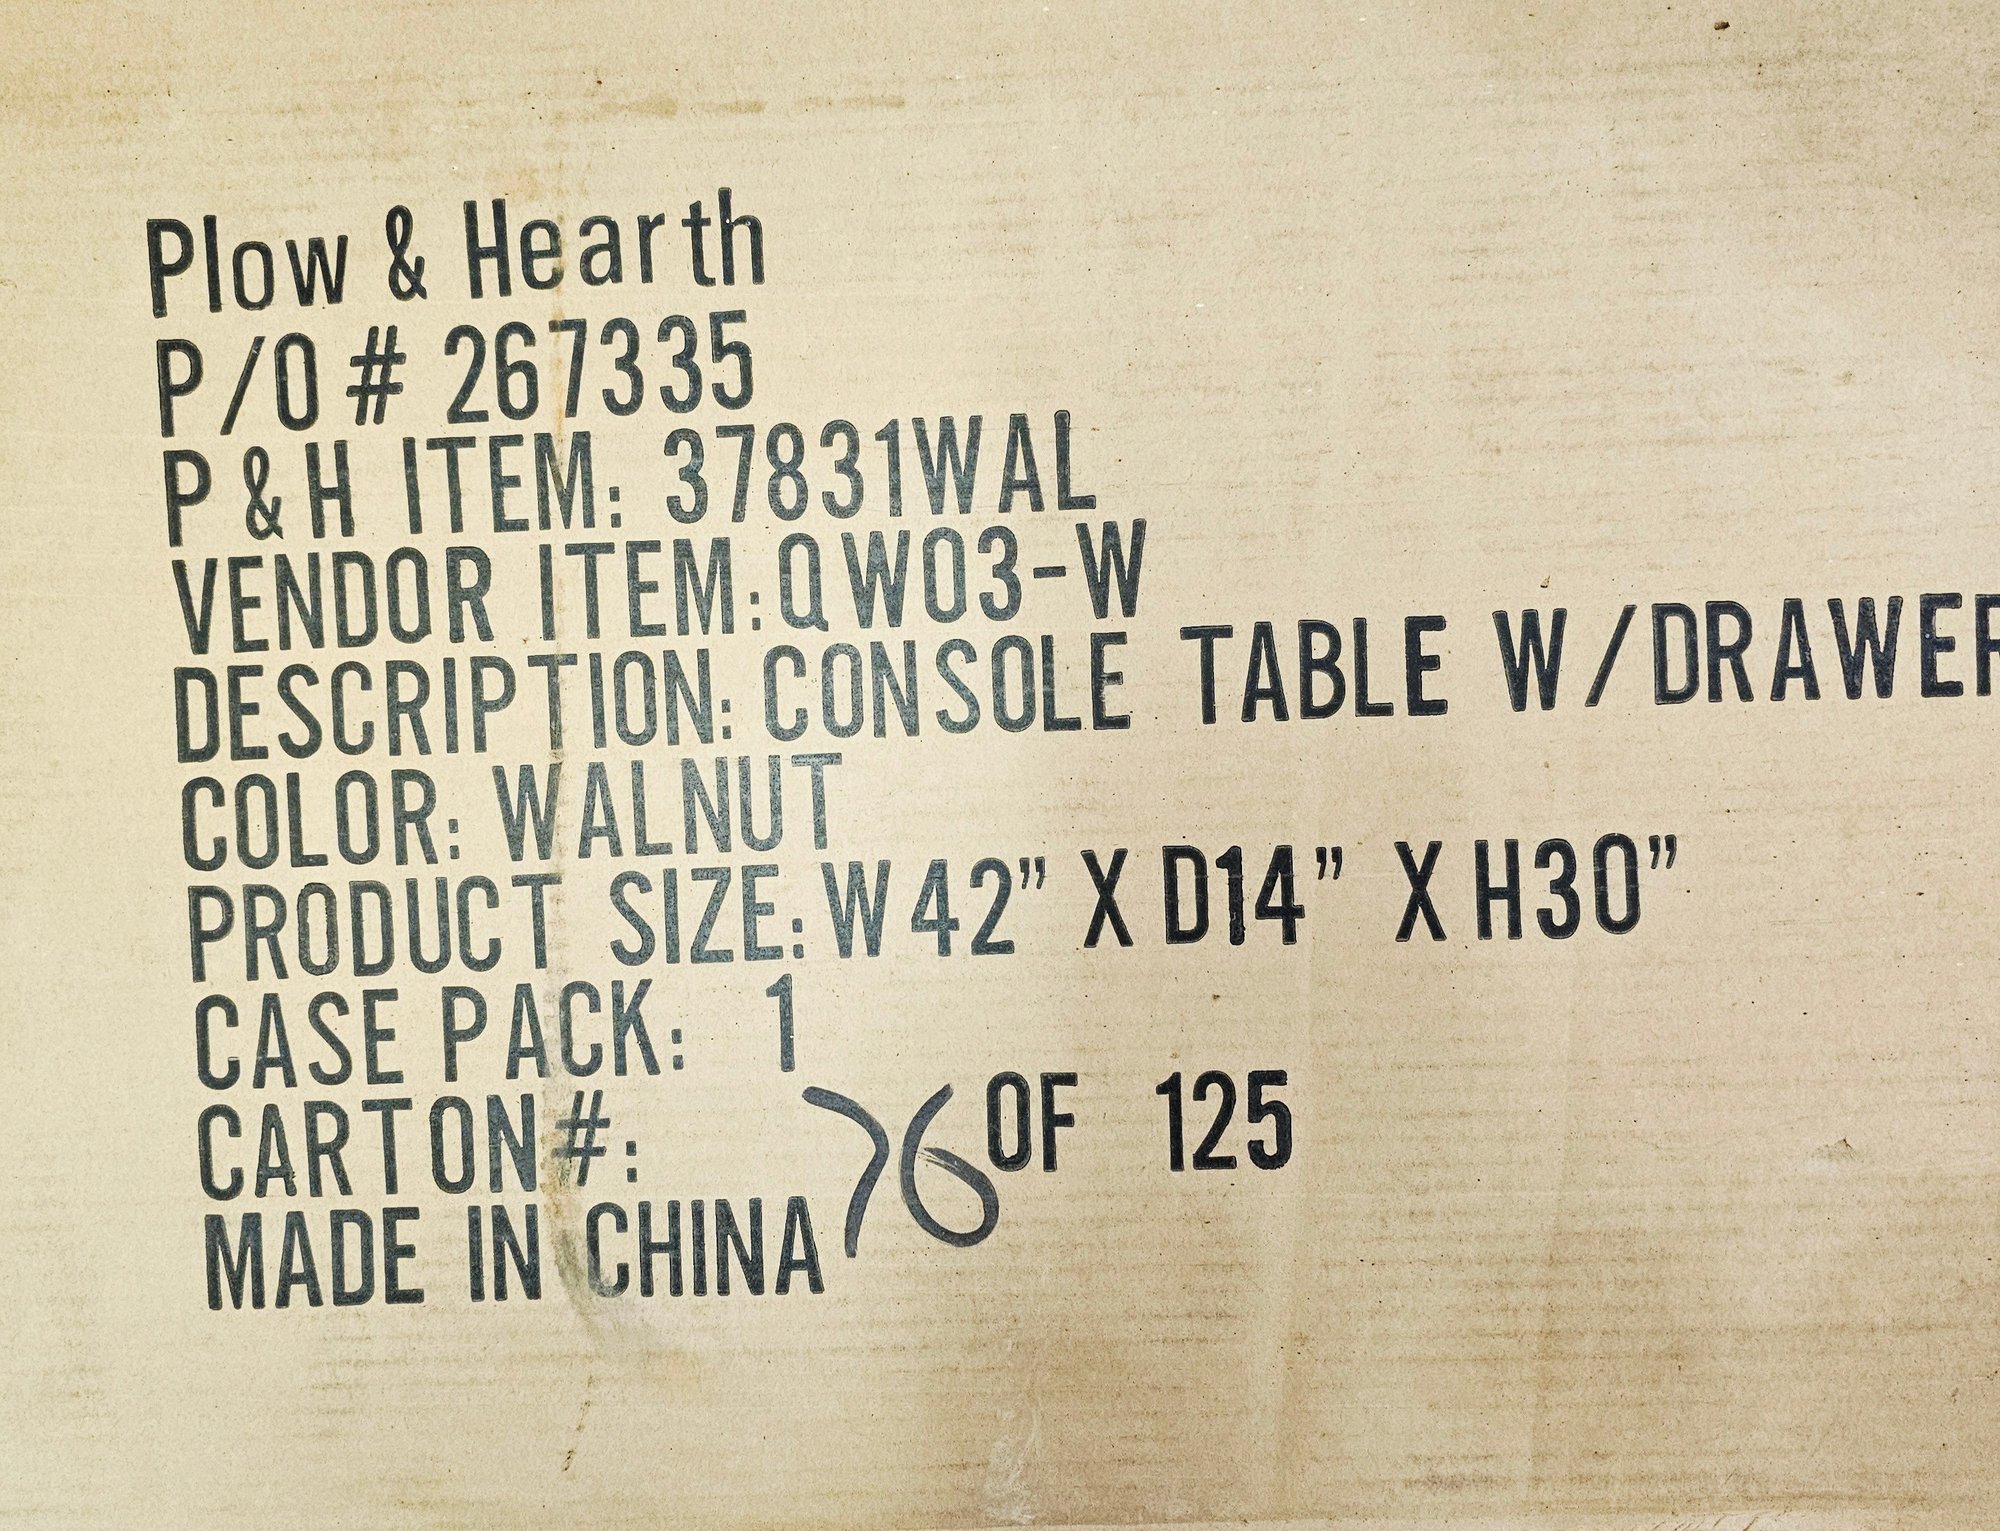 Plow & Hearth
P/O # 267335
P&H ITEM: 37831WAL
VENDOR ITEM: QW03-W
DESCRIPTION: CONSOLE TABLE W/DRAWER
COLOR: WALNUT
PRODUCT SIZE: W42” X D14” X H30”
CASE PACK: 1
CARTON#: 76 OF 125
MADE IN CHINA